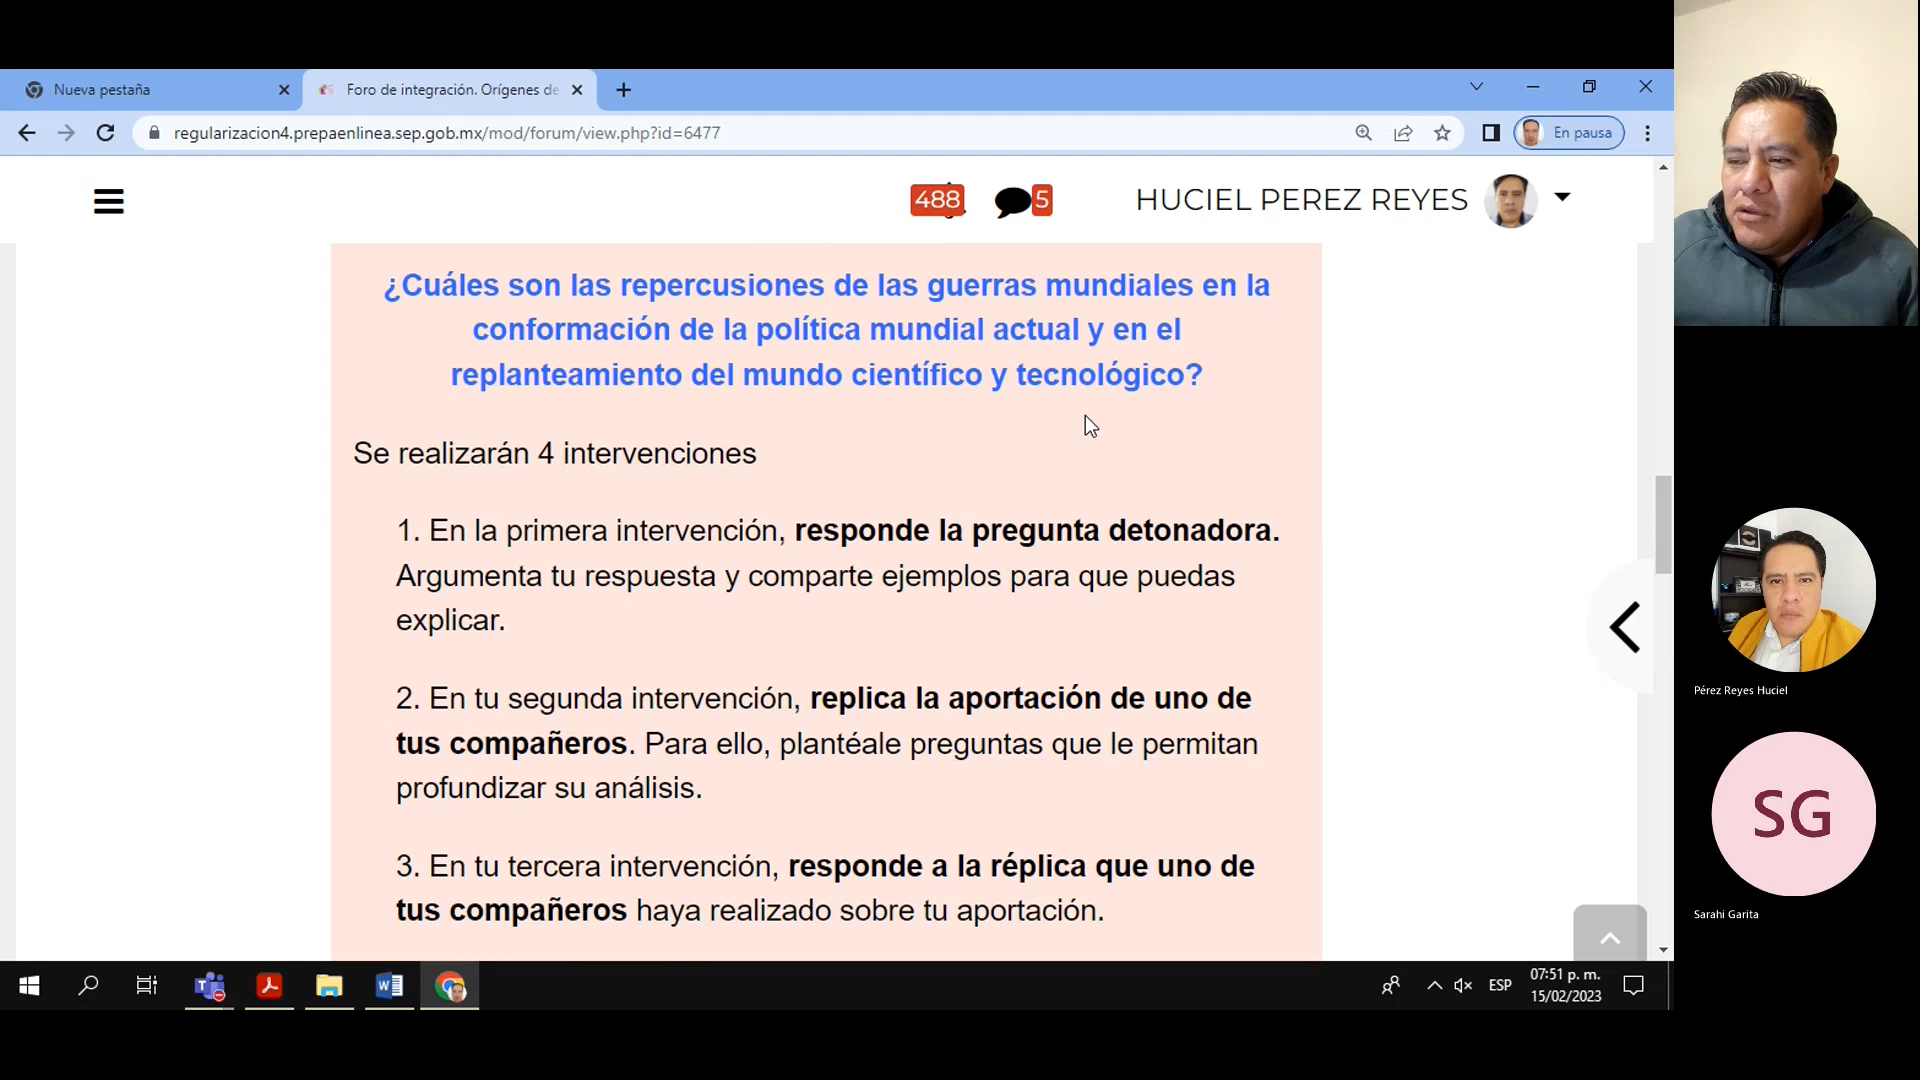 Nueva pestaña
Foro de integración. Orígenes de
regularizacion4.prepaenlinea.sep.gob.mx/mod/forum/view.php?id=6477
En pausa
488
5
HUCIEL PEREZ REYES
¿Cuáles son las repercusiones de las guerras mundiales en la
conformación de la política mundial actual y en el
replanteamiento del mundo científico y tecnológico?
Se realizarán 4 intervenciones
1. En la primera intervención, responde la pregunta detonadora.
Argumenta tu respuesta y comparte ejemplos para que puedas
explicar.
2. En tu segunda intervención, replica la aportación de uno de
tus compañeros. Para ello, plantéale preguntas que le permitan
profundizar su análisis.
3. En tu tercera intervención, responde a la réplica que uno de
tus compañeros haya realizado sobre tu aportación.
Pérez Reyes Huciel
SG
Sarahi Garita
ESP
07:51 p. m.
15/02/2023